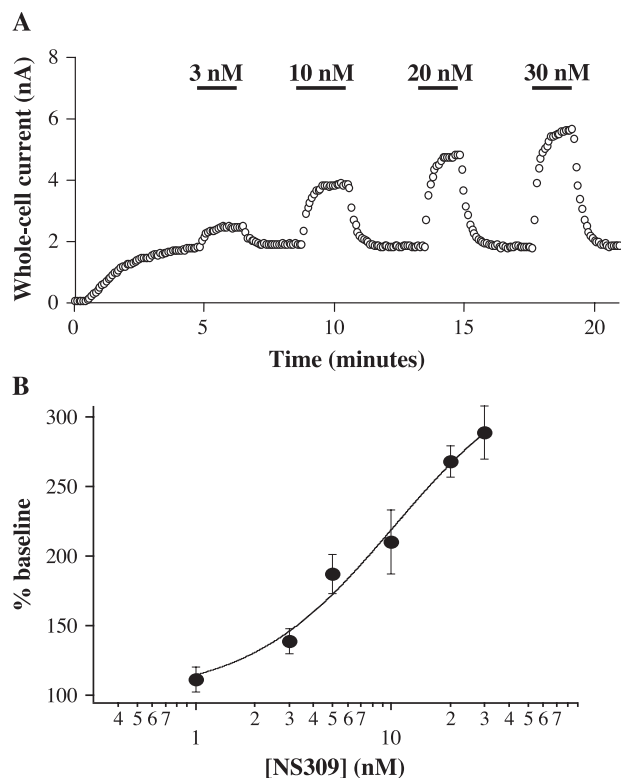 A
8
3 nM 10 nM 20 nM 30 nM
6
4
2
0
Whole-cell current (nA)
0 5 10 15 20
Time (minutes)
B
300
250
200
150
100
% baseline
4 5 6 7 2 3 4 5 6 7 2 3 4 5 6 7
1 10
[NS309] (nM)